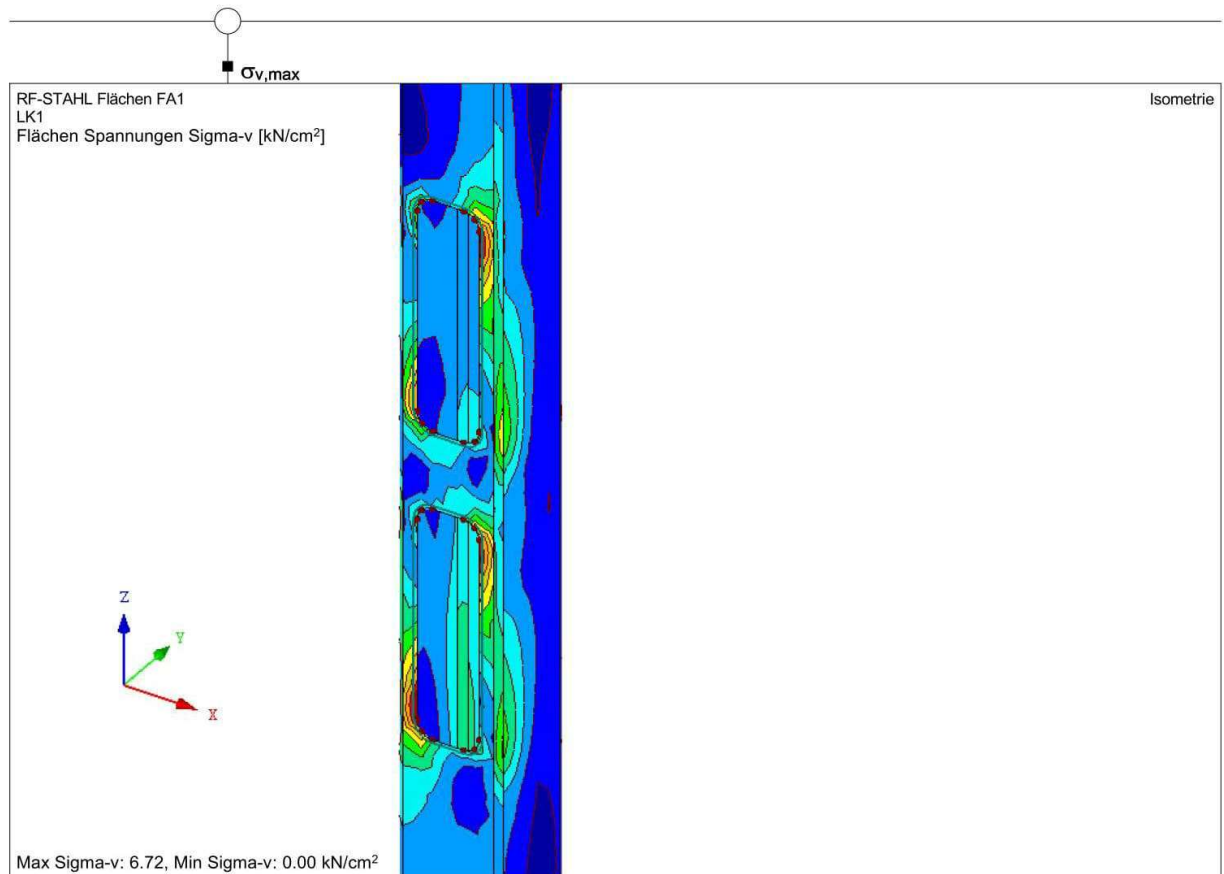 σv,max
RF-STAHL Flächen FA1
Isometrie
LK1
Flächen Spannungen Sigma-v [kN/cm²]
Z
Y
X
Max Sigma-v: 6.72, Min Sigma-v: 0.00 kN/cm²